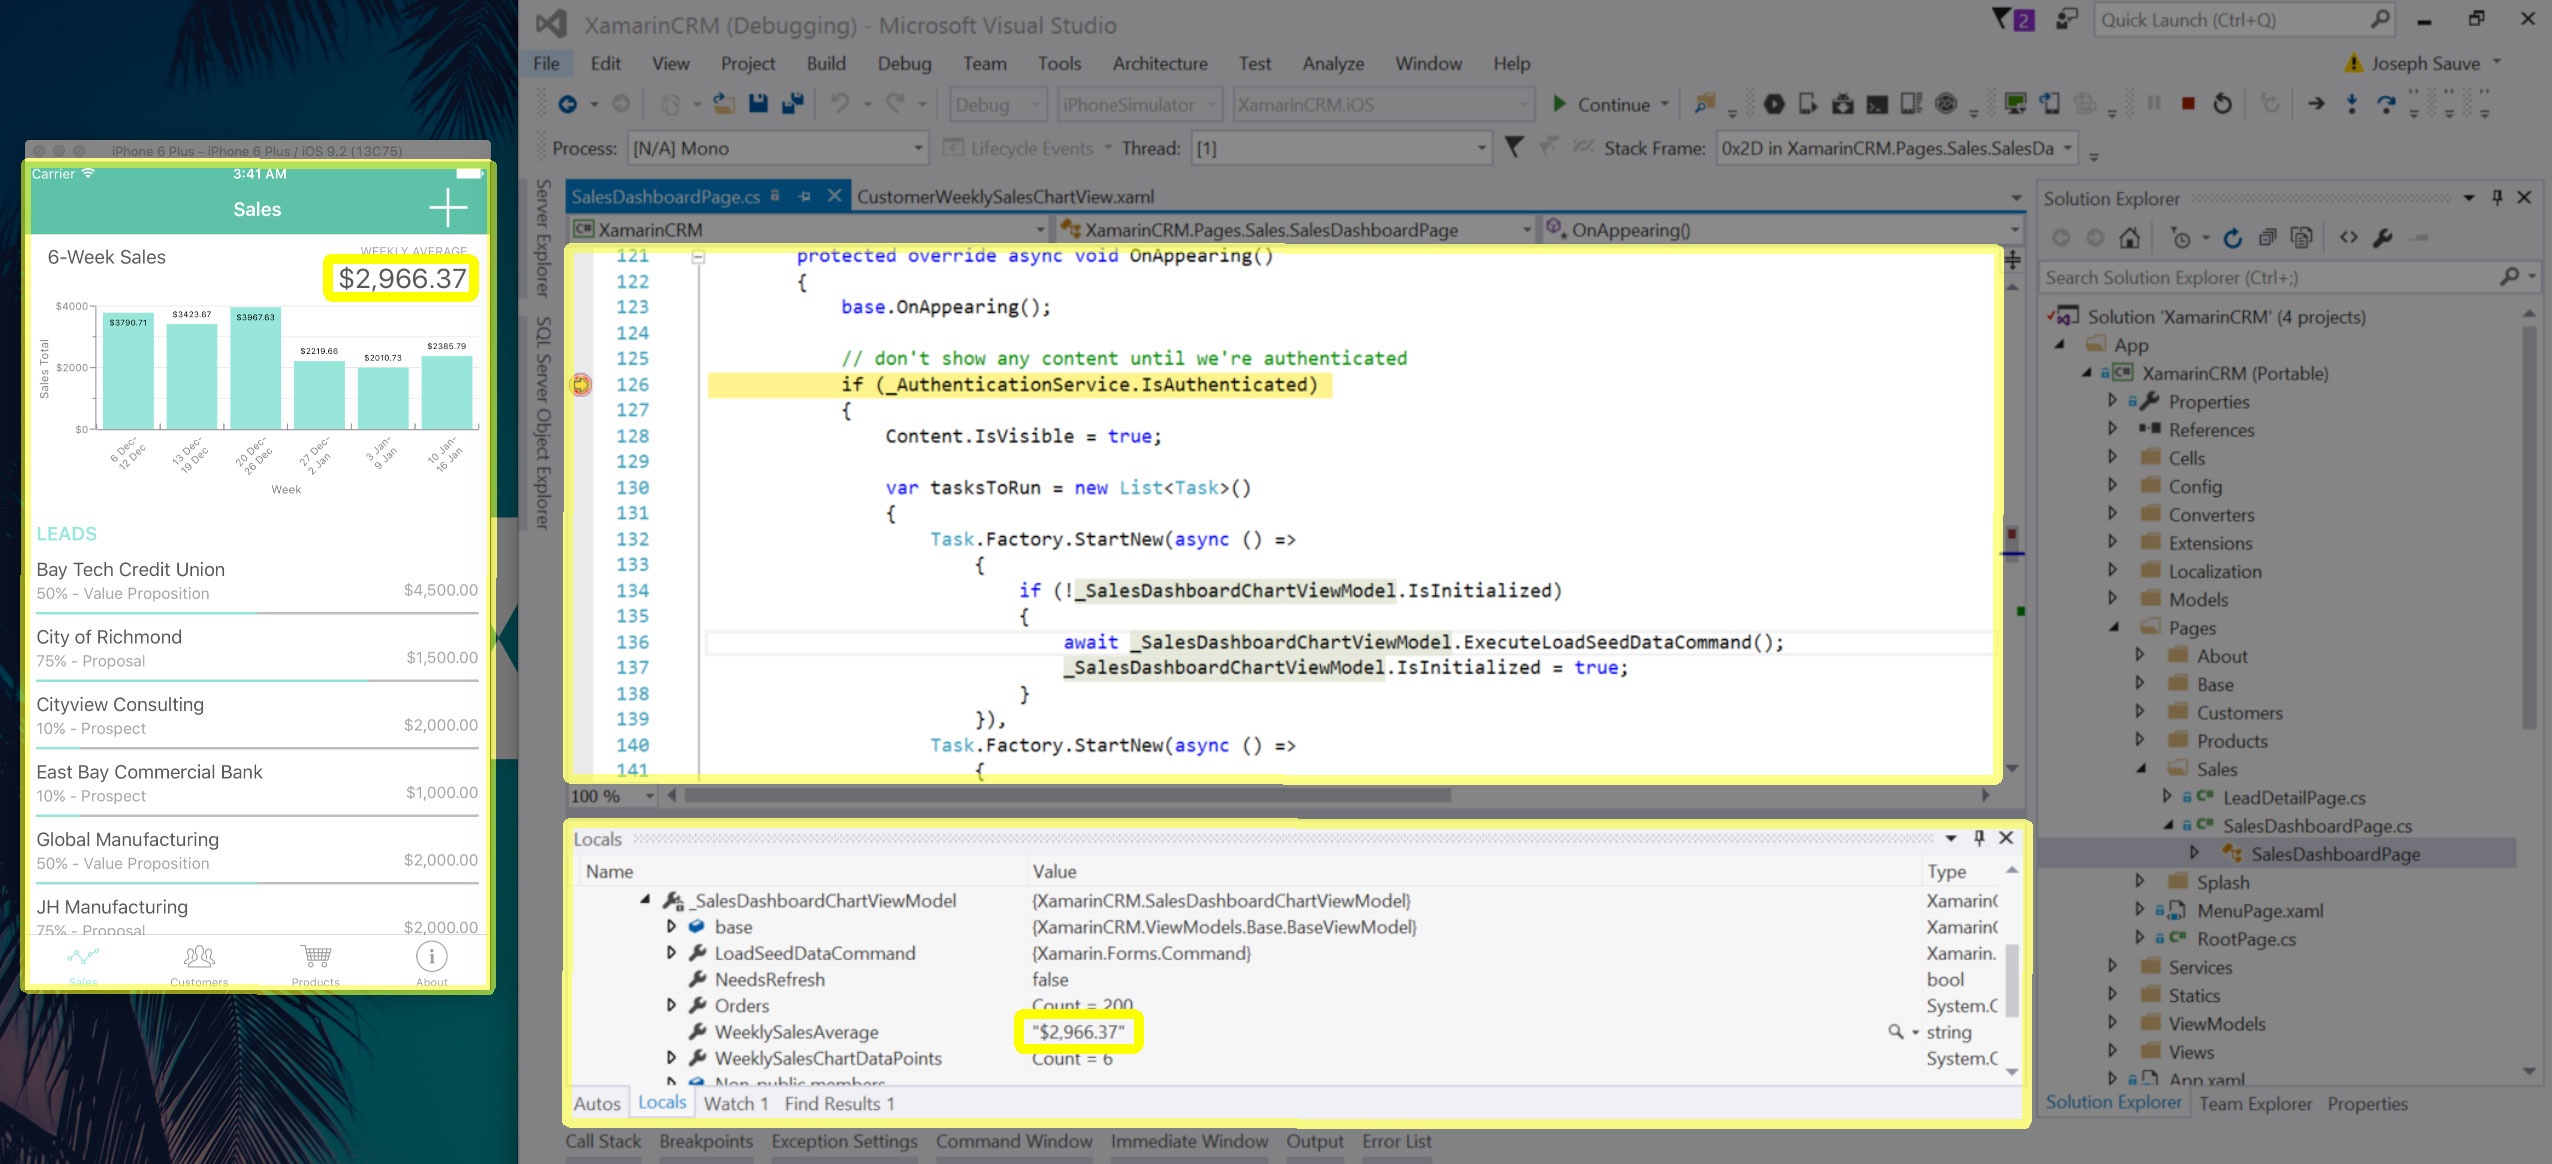 iPhone 6 Plus - iPhone 6 Plus / iOS 9.2 (13C75)
Carrier 3:41 AM
Sales
6-Week Sales
WEEKLY AVERAGE
$2,966.37
$4000
$2000
$0
Sales Total
$3790.71
$3423.67
$3967.63
$2219.66
$2010.73
$2385.79
6 Dec-
12 Dec
13 Dec-
19 Dec
20 Dec-
26 Dec
27 Dec-
2 Jan
3 Jan-
9 Jan
10 Jan-
16 Jan
Week
LEADS
Bay Tech Credit Union
50% - Value Proposition $4,500.00
City of Richmond
75% - Proposal $1,500.00
Cityview Consulting
10% - Prospect $2,000.00
East Bay Commercial Bank
10% - Prospect $1,000.00
Global Manufacturing
50% - Value Proposition $2,000.00
JH Manufacturing
75% - Proposal $2,000.00
Sales Customers Products About
XamarinCRM (Debugging) - Microsoft Visual Studio
2
Quick Launch (Ctrl+Q)
File Edit View Project Build Debug Team Tools Architecture Test Analyze Window Help
Joseph Sauve
Debug iPhoneSimulator XamarinCRM.iOS Continue
Process: [N/A] Mono Lifecycle Events Thread: [1] Stack Frame: 0x2D in XamarinCRM.Pages.Sales.SalesDa
Server Explorer
SQL Server Object Explorer
SalesDashboardPage.cs CustomerWeeklySalesChartView.xaml
XamarinCRM XamarinCRM.Pages.Sales.SalesDashboardPage OnAppearing()
121 protected override async void OnAppearing()
122 {
123 base.OnAppearing();
124
125 // don't show any content until we're authenticated
126 if (_AuthenticationService.IsAuthenticated)
127 {
128 Content.IsVisible = true;
129
130 var tasksToRun = new List<Task>()
131 {
132 Task.Factory.StartNew(async () =>
133 {
134 if (!_SalesDashboardChartViewModel.IsInitialized)
135 {
136 await _SalesDashboardChartViewModel.ExecuteLoadSeedDataCommand();
137 _SalesDashboardChartViewModel.IsInitialized = true;
138 }
139 }),
140 Task.Factory.StartNew(async () =>
141 {
100 %
Locals
Name Value Type
_SalesDashboardChartViewModel {XamarinCRM.SalesDashboardChartViewModel} Xamarin
base {XamarinCRM.ViewModels.Base.BaseViewModel} Xamarin
LoadSeedDataCommand {Xamarin.Forms.Command} Xamarin.
NeedsRefresh false bool
Orders Count = 200 System.C
WeeklySalesAverage "$2,966.37" string
WeeklySalesChartDataPoints Count = 6 System.C
Non-public members
Autos Locals Watch 1 Find Results 1
Call Stack Breakpoints Exception Settings Command Window Immediate Window Output Error List
Solution Explorer
Search Solution Explorer (Ctrl+;)
Solution 'XamarinCRM' (4 projects)
App
XamarinCRM (Portable)
Properties
References
Cells
Config
Converters
Extensions
Localization
Models
Pages
About
Base
Customers
Products
Sales
LeadDetailPage.cs
SalesDashboardPage.cs
SalesDashboardPage
Splash
MenuPage.xaml
RootPage.cs
Services
Statics
ViewModels
Views
App.xaml
Solution Explorer Team Explorer Properties